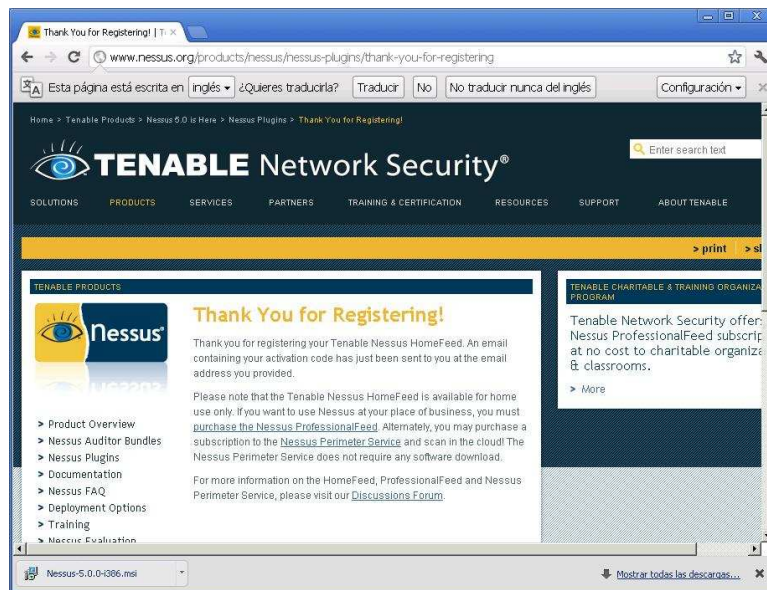 Thank You for Registering! | T
www.nessus.org/products/nessus/nessus-plugins/thank-you-for-registering
Esta página está escrita en inglés ¿Quieres traducirla? Traducir No No traducir nunca del inglés Configuración
Home > Tenable Products > Nessus 5.0 is Here > Nessus Plugins > Thank You for Registering!
Enter search text
TENABLE Network Security®
SOLUTIONS PRODUCTS SERVICES PARTNERS TRAINING & CERTIFICATION RESOURCES SUPPORT ABOUT TENABLE
> print > sl
TENABLE PRODUCTS
Nessus®
> Product Overview
> Nessus Auditor Bundles
> Nessus Plugins
> Documentation
> Nessus FAQ
> Deployment Options
> Training
> Nessus Evaluation
Thank You for Registering!
Thank you for registering your Tenable Nessus HomeFeed. An email
containing your activation code has just been sent to you at the email
address you provided.
Please note that the Tenable Nessus HomeFeed is available for home
use only. If you want to use Nessus at your place of business, you must
purchase the Nessus ProfessionalFeed. Alternately, you may purchase a
subscription to the Nessus Perimeter Service and scan in the cloud! The
Nessus Perimeter Service does not require any software download.
For more information on the HomeFeed, ProfessionalFeed and Nessus
Perimeter Service, please visit our Discussions Forum.
TENABLE CHARITABLE & TRAINING ORGANIZA
PROGRAM
Tenable Network Security offer
Nessus ProfessionalFeed subscrip
at no cost to charitable organiza
& classrooms.
> More
Nessus-5.0.0-i386.msi
Mostrar todas las descargas...